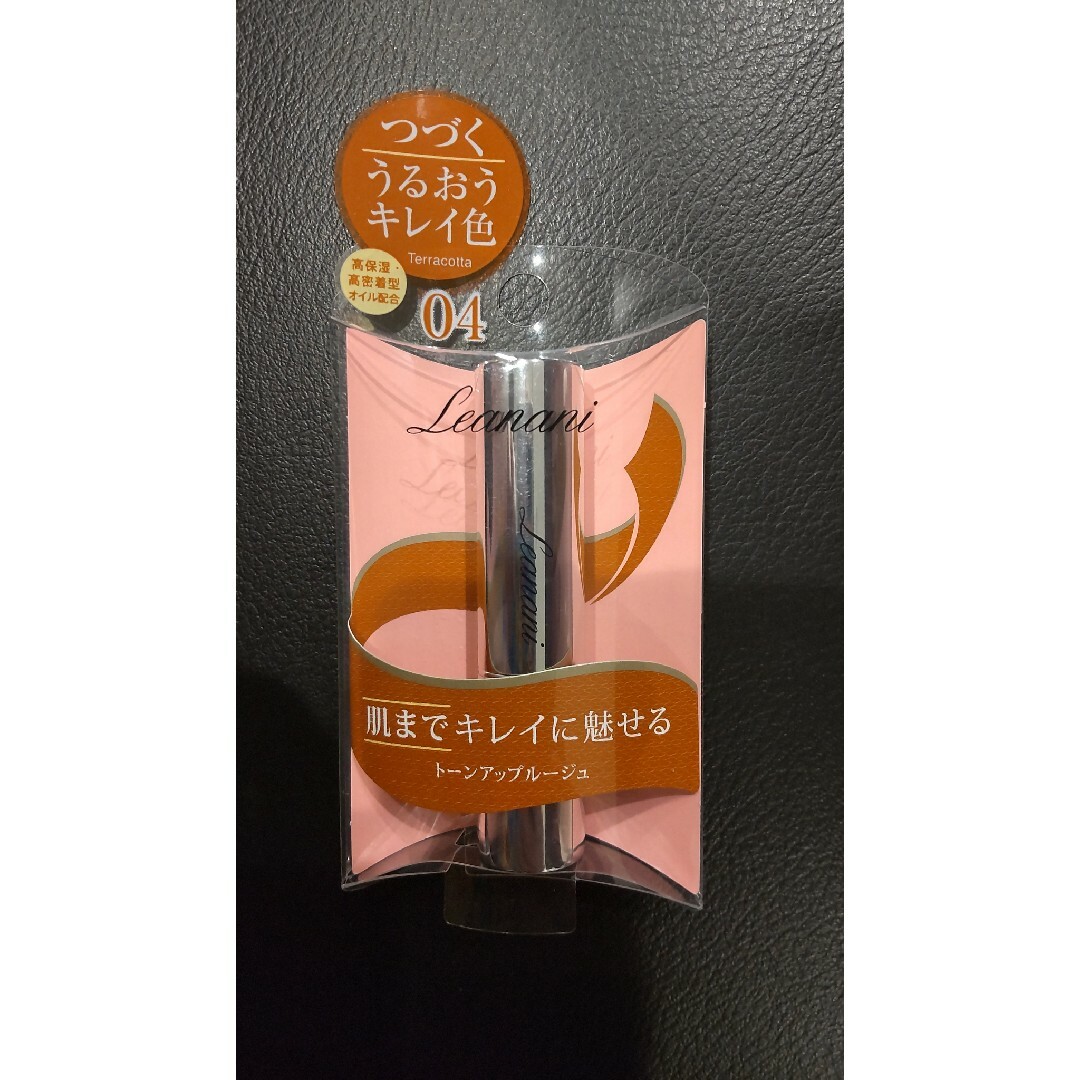 つづく
うるおう
キレイ色
Terracotta
高保湿・
高密着型
オイル配合
04
Leanani
Leanani
肌までキレイに魅せる
トーンアップルージュ